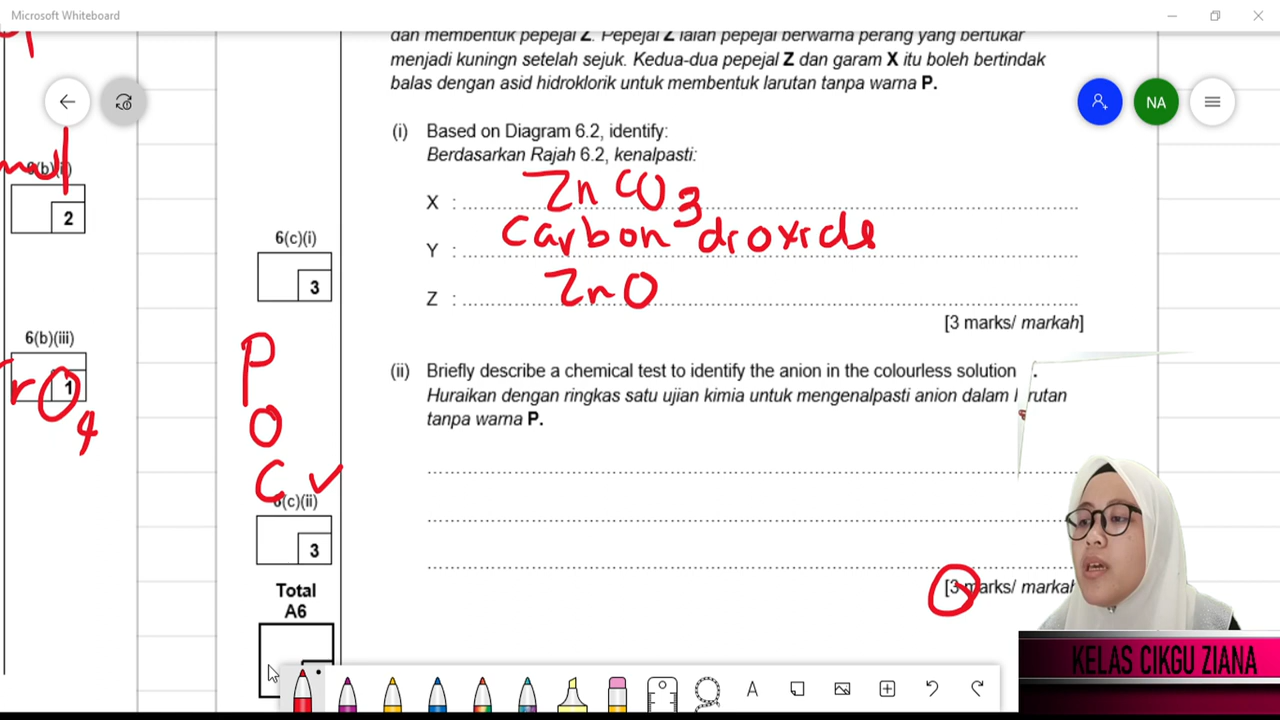 Microsoft Whiteboard
dan membentuk pepejal Z. Pepejal Z ialah pepejal berwarna perang yang bertukar
menjadi kuningn setelah sejuk. Kedua-dua pepejal Z dan garam X itu boleh bertindak
balas dengan asid hidroklorik untuk membentuk larutan tanpa warna P.
NA
(i) Based on Diagram 6.2, identify:
Berdasarkan Rajah 6.2, kenalpasti:
X : ZnCO3
Y : Carbon dioxide
Z : ZnO
[3 marks/ markah]
(ii) Briefly describe a chemical test to identify the anion in the colourless solution
Huraikan dengan ringkas satu ujian kimia untuk mengenalpasti anion dalam l rutan
tanpa warna P.
[3 marks/ markah
2
6(c)(i)
3
6(b)(iii)
1
rO4
P
O
C ✓
6(c)(ii)
3
Total
A6
KELAS CIKGU ZIANA
A